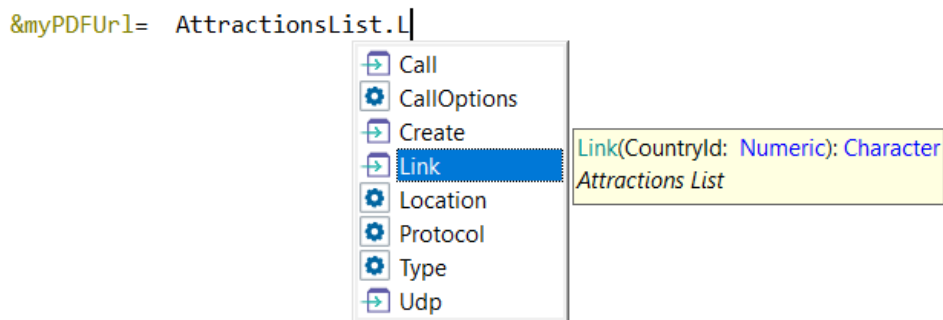 &myPDFUrl=  AttractionsList.L
Call
CallOptions
Create
Link
Link(CountryId:  Numeric): Character
Attractions List
Location
Protocol
Type
Udp